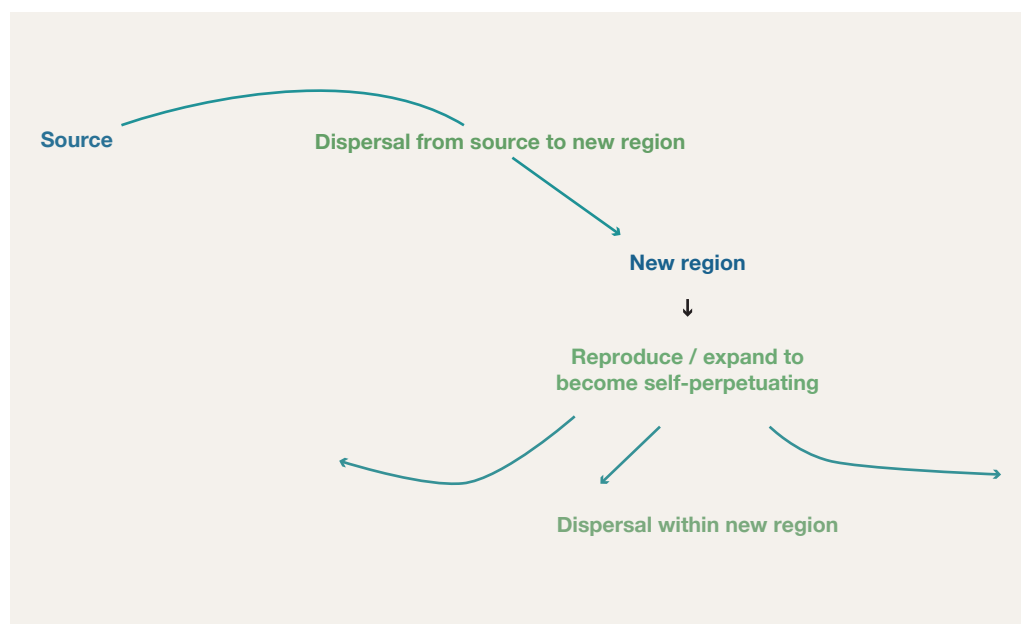 Source
Dispersal from source to new region
New region
Reproduce / expand to
become self-perpetuating
Dispersal within new region